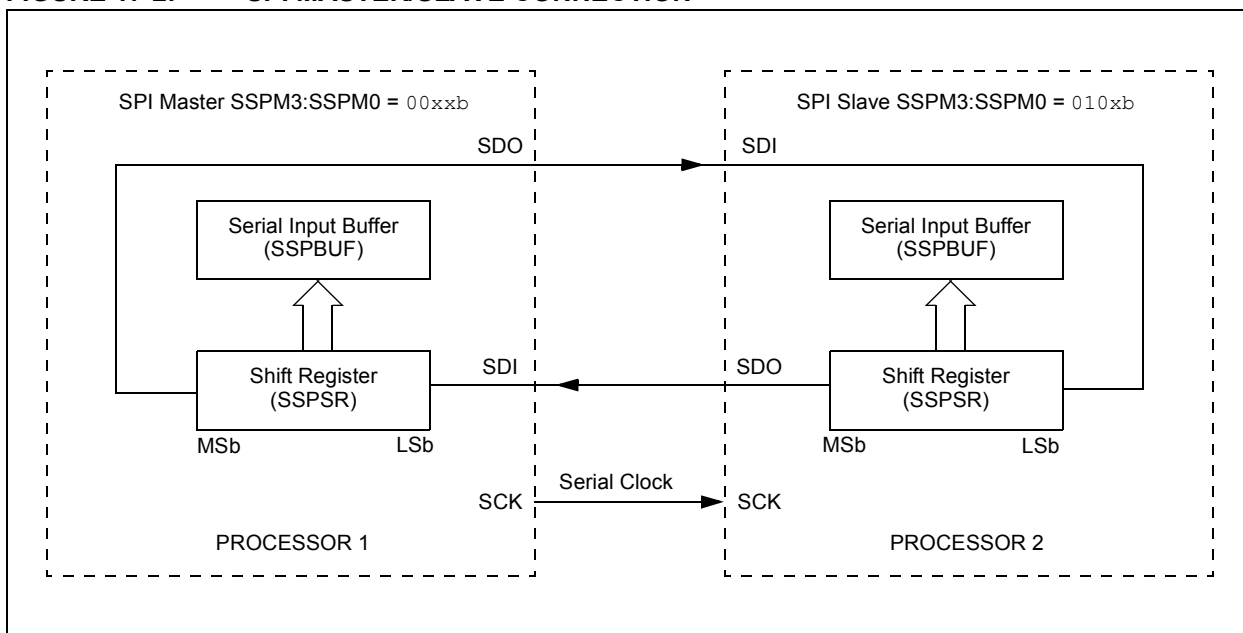 SPI Master SSPM3:SSPM0 = 00xxb
SDO
Serial Input Buffer
(SSPBUF)
Shift Register
(SSPSR)
MSb
LSb
SDI
SCK
PROCESSOR 1
Serial Clock
SPI Slave SSPM3:SSPM0 = 010xb
SDI
Serial Input Buffer
(SSPBUF)
SDO
Shift Register
(SSPSR)
MSb
LSb
SCK
PROCESSOR 2